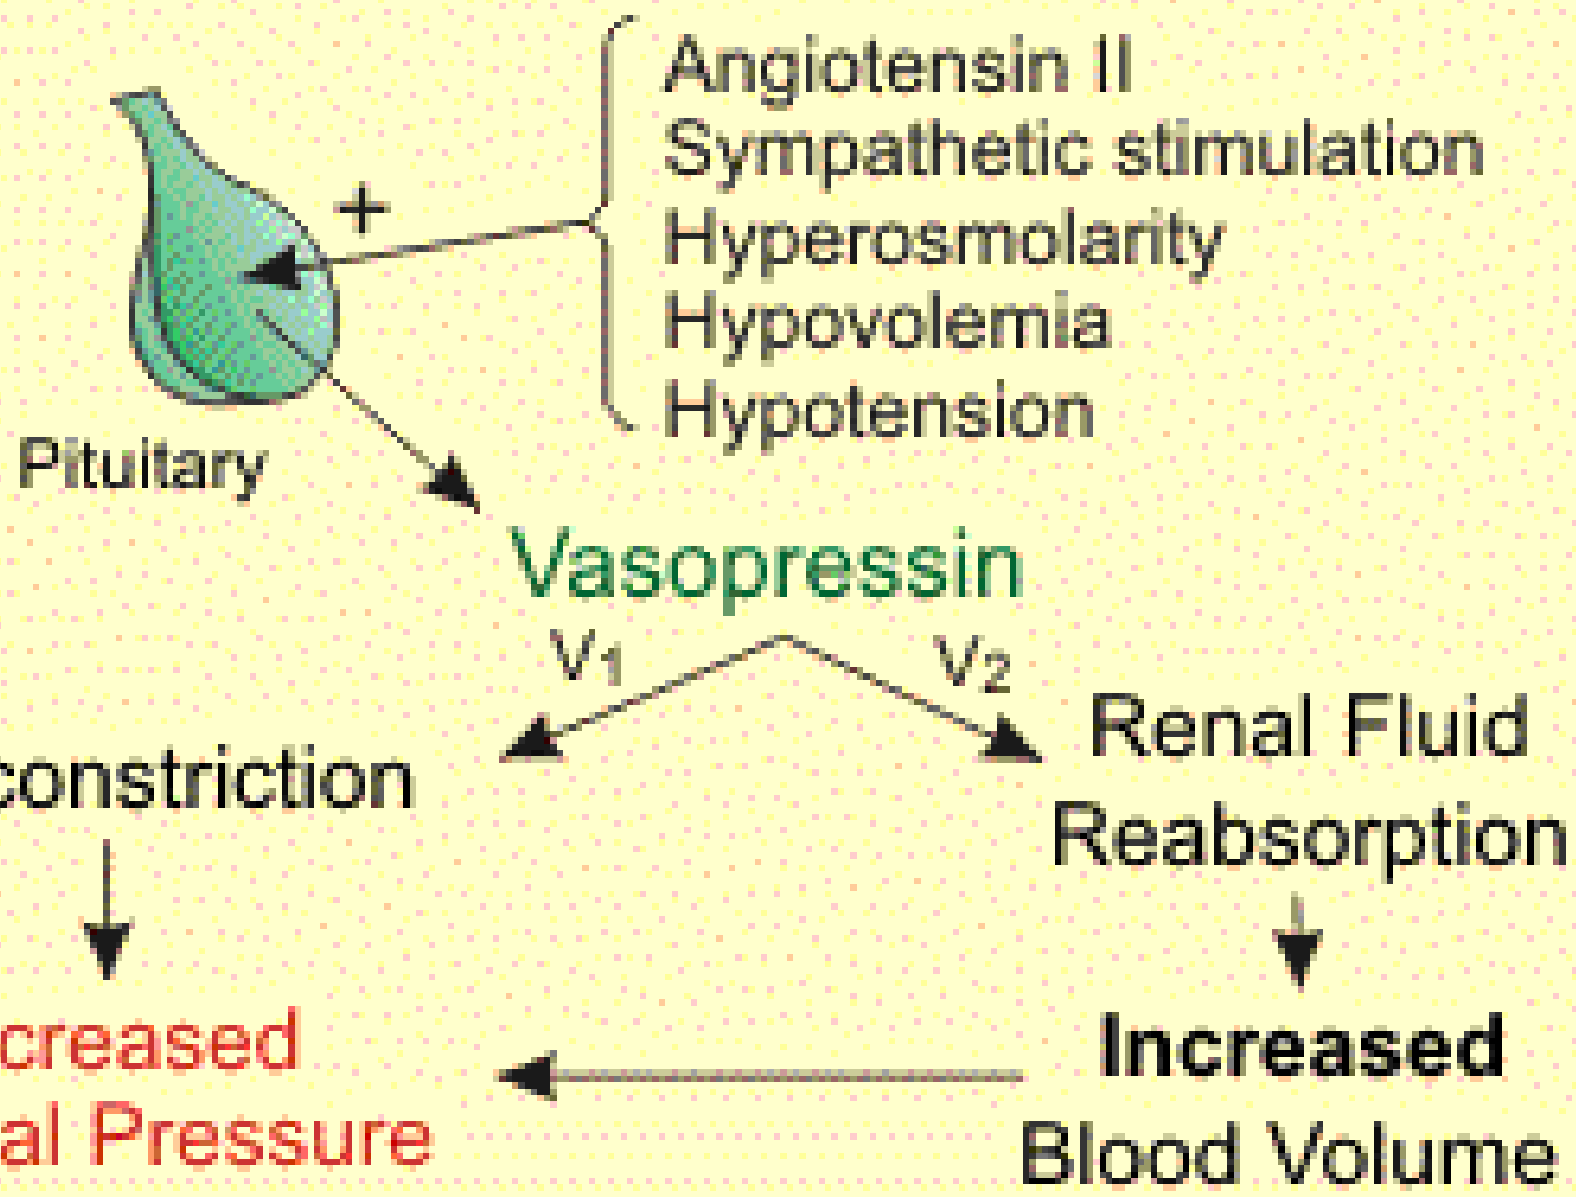 Angiotensin II
Sympathetic stimulation
+
Hyperosmolarity
Hypovolemia
Hypotension
Pituitary
Vasopressin
V1
V2
Renal Fluid
constriction
Reabsorption
creased
Increased
al Pressure
Blood Volume